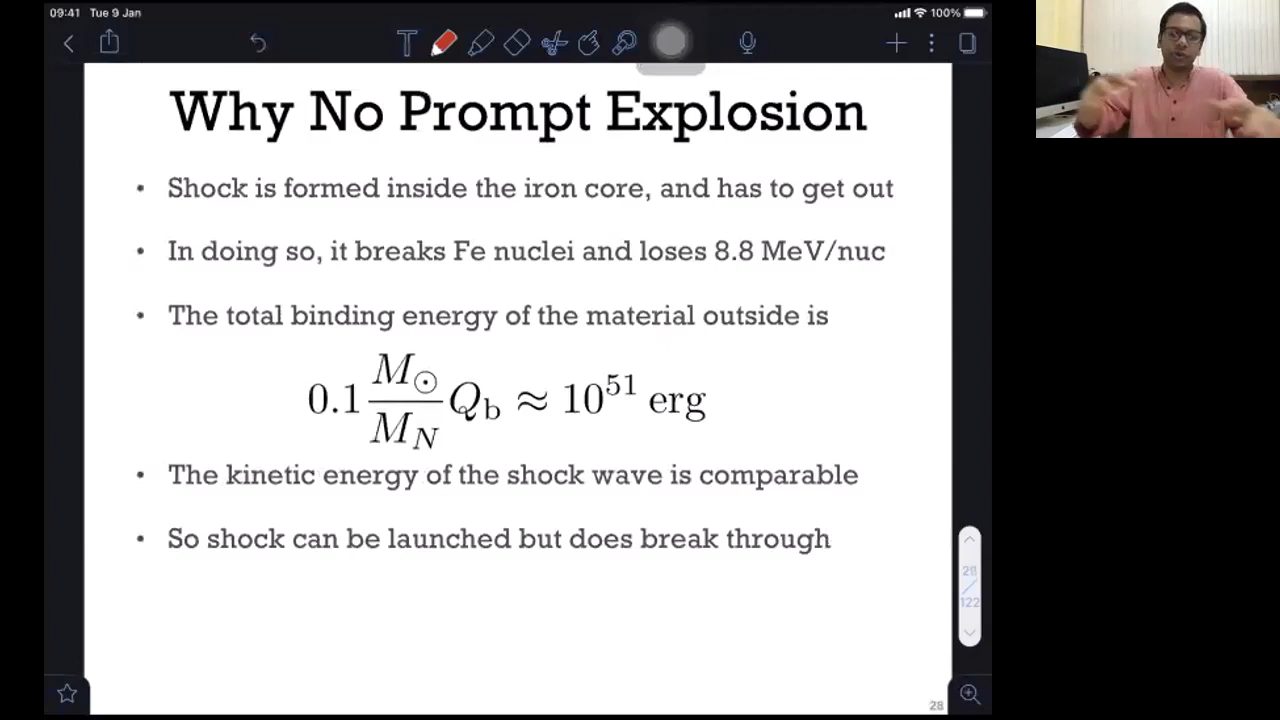 09:41 Tue 9 Jan
100%
Why No Prompt Explosion
• Shock is formed inside the iron core, and has to get out
• In doing so, it breaks Fe nuclei and loses 8.8 MeV/nuc
• The total binding energy of the material outside is
0.1 M⊙/M_N Q_b ≈ 10^51 erg
• The kinetic energy of the shock wave is comparable
• So shock can be launched but does break through
28
122
28